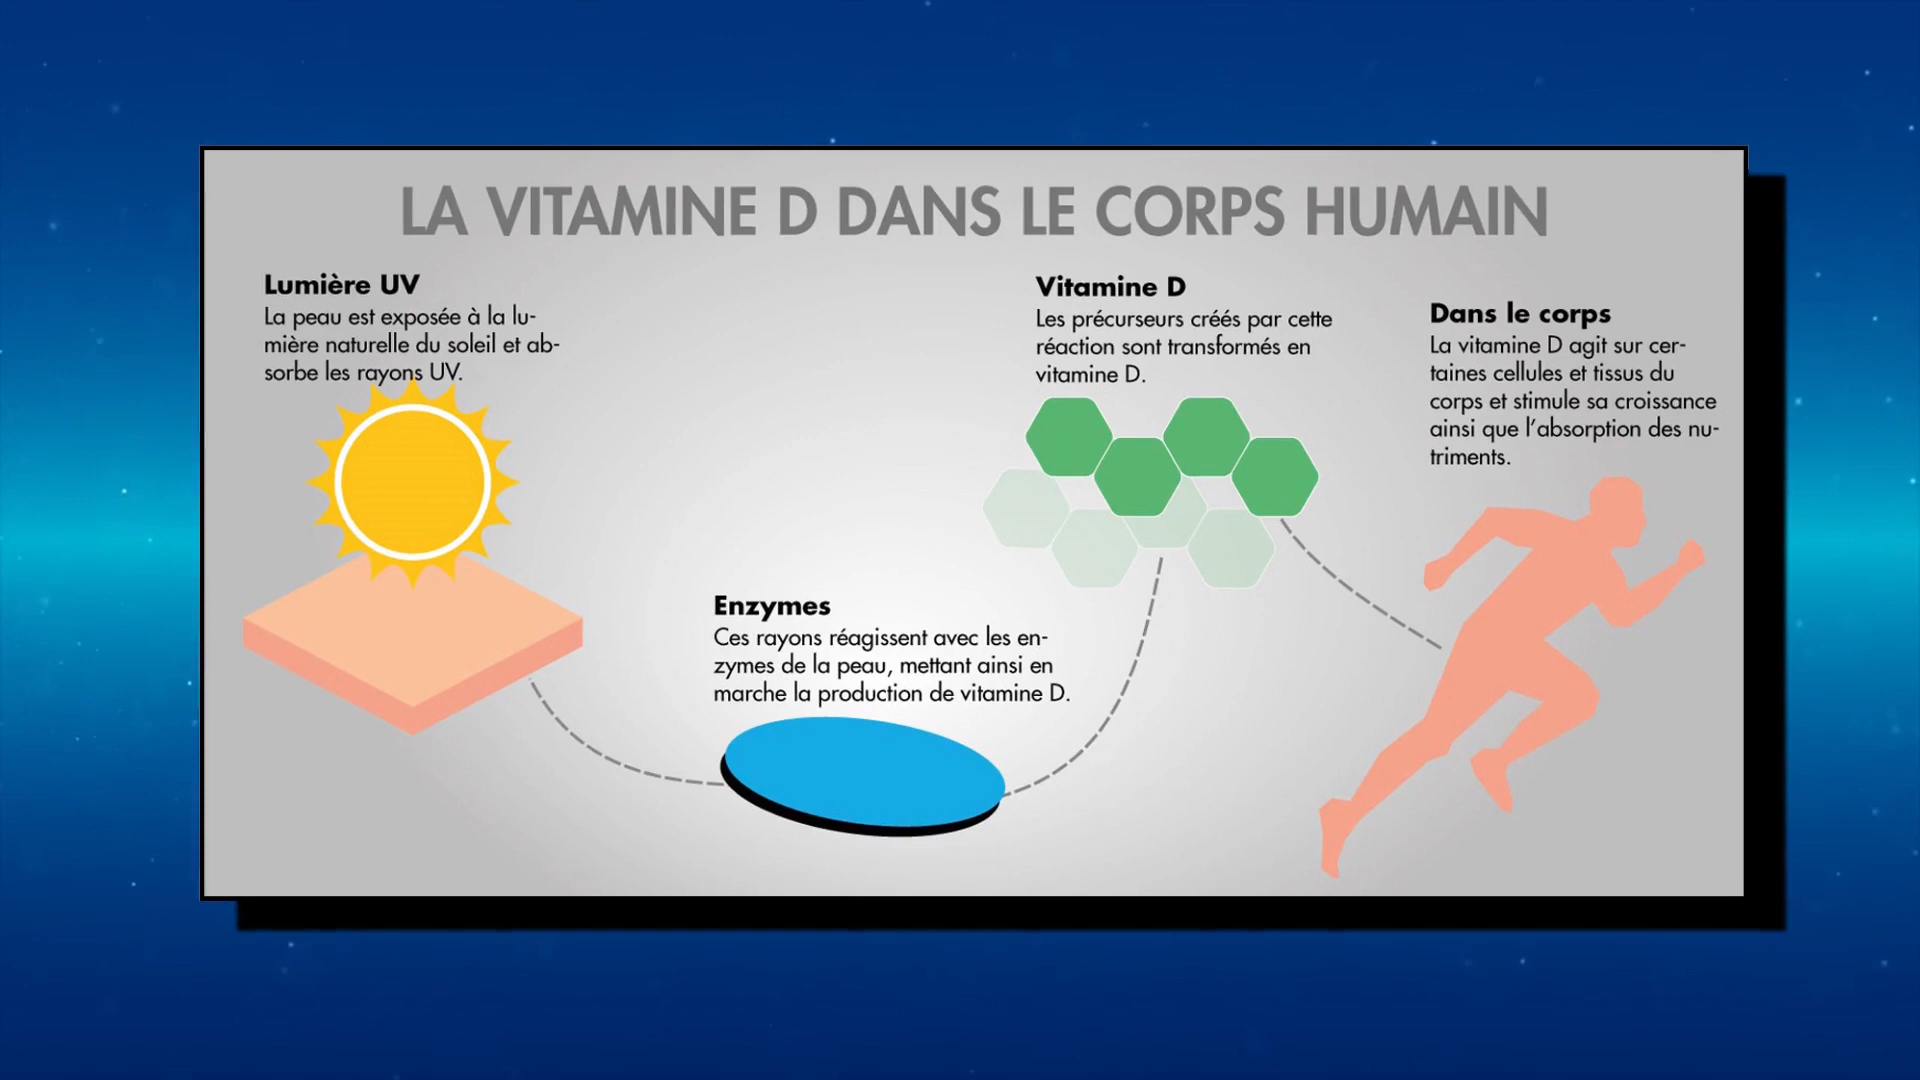 LA VITAMINE D DANS LE CORPS HUMAIN
Lumière UV
La peau est exposée à la lu-
mière naturelle du soleil et ab-
sorbe les rayons UV.
Enzymes
Ces rayons réagissent avec les en-
zymes de la peau, mettant ainsi en
marche la production de vitamine D.
Vitamine D
Les précurseurs créés par cette
réaction sont transformés en
vitamine D.
Dans le corps
La vitamine D agit sur cer-
taines cellules et tissus du
corps et stimule sa croissance
ainsi que l'absorption des nu-
triments.